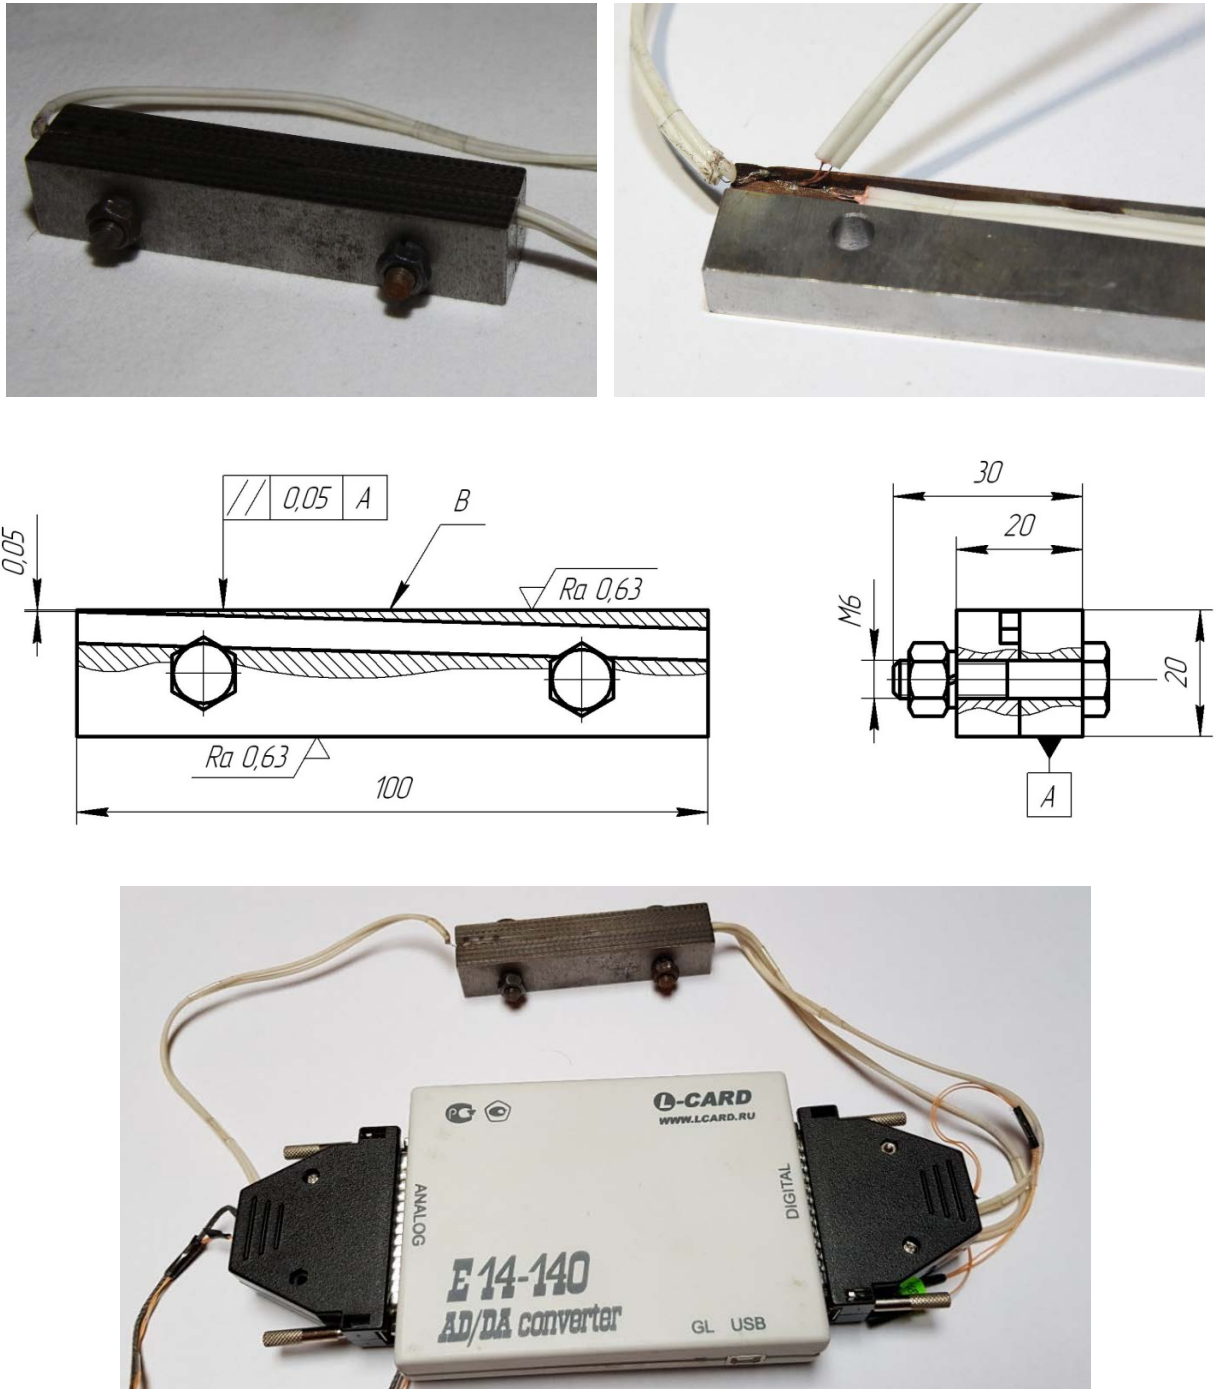 // 0,05 A
B
0,05
Ra 0,63
Ra 0,63
100
30
20
M6
20
A
L-CARD
WWW.LCARD.RU
ANALOG
DIGITAL
E14-140
AD/DA converter
GL USB